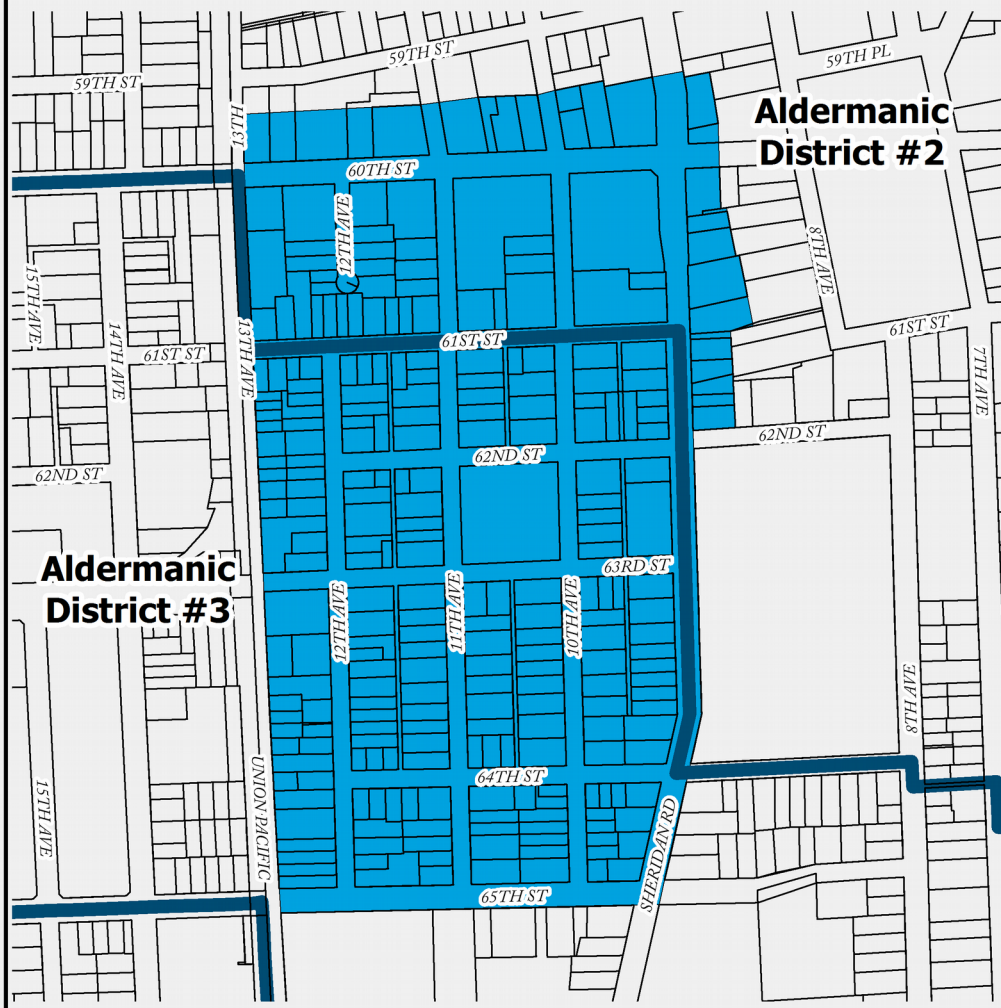 59TH ST
59TH PL
59TH ST
Aldermanic
District #2
13TH
60TH ST
12TH AVE
8TH AVE
15TH AVE
14TH AVE
13TH AVE
61ST ST
61ST ST
61ST ST
7TH AVE
62ND ST
62ND ST
62ND ST
Aldermanic
District #3
63RD ST
12TH AVE
11TH AVE
10TH AVE
8TH AVE
UNION PACIFIC
64TH ST
15TH AVE
SHERIDAN RD
65TH ST